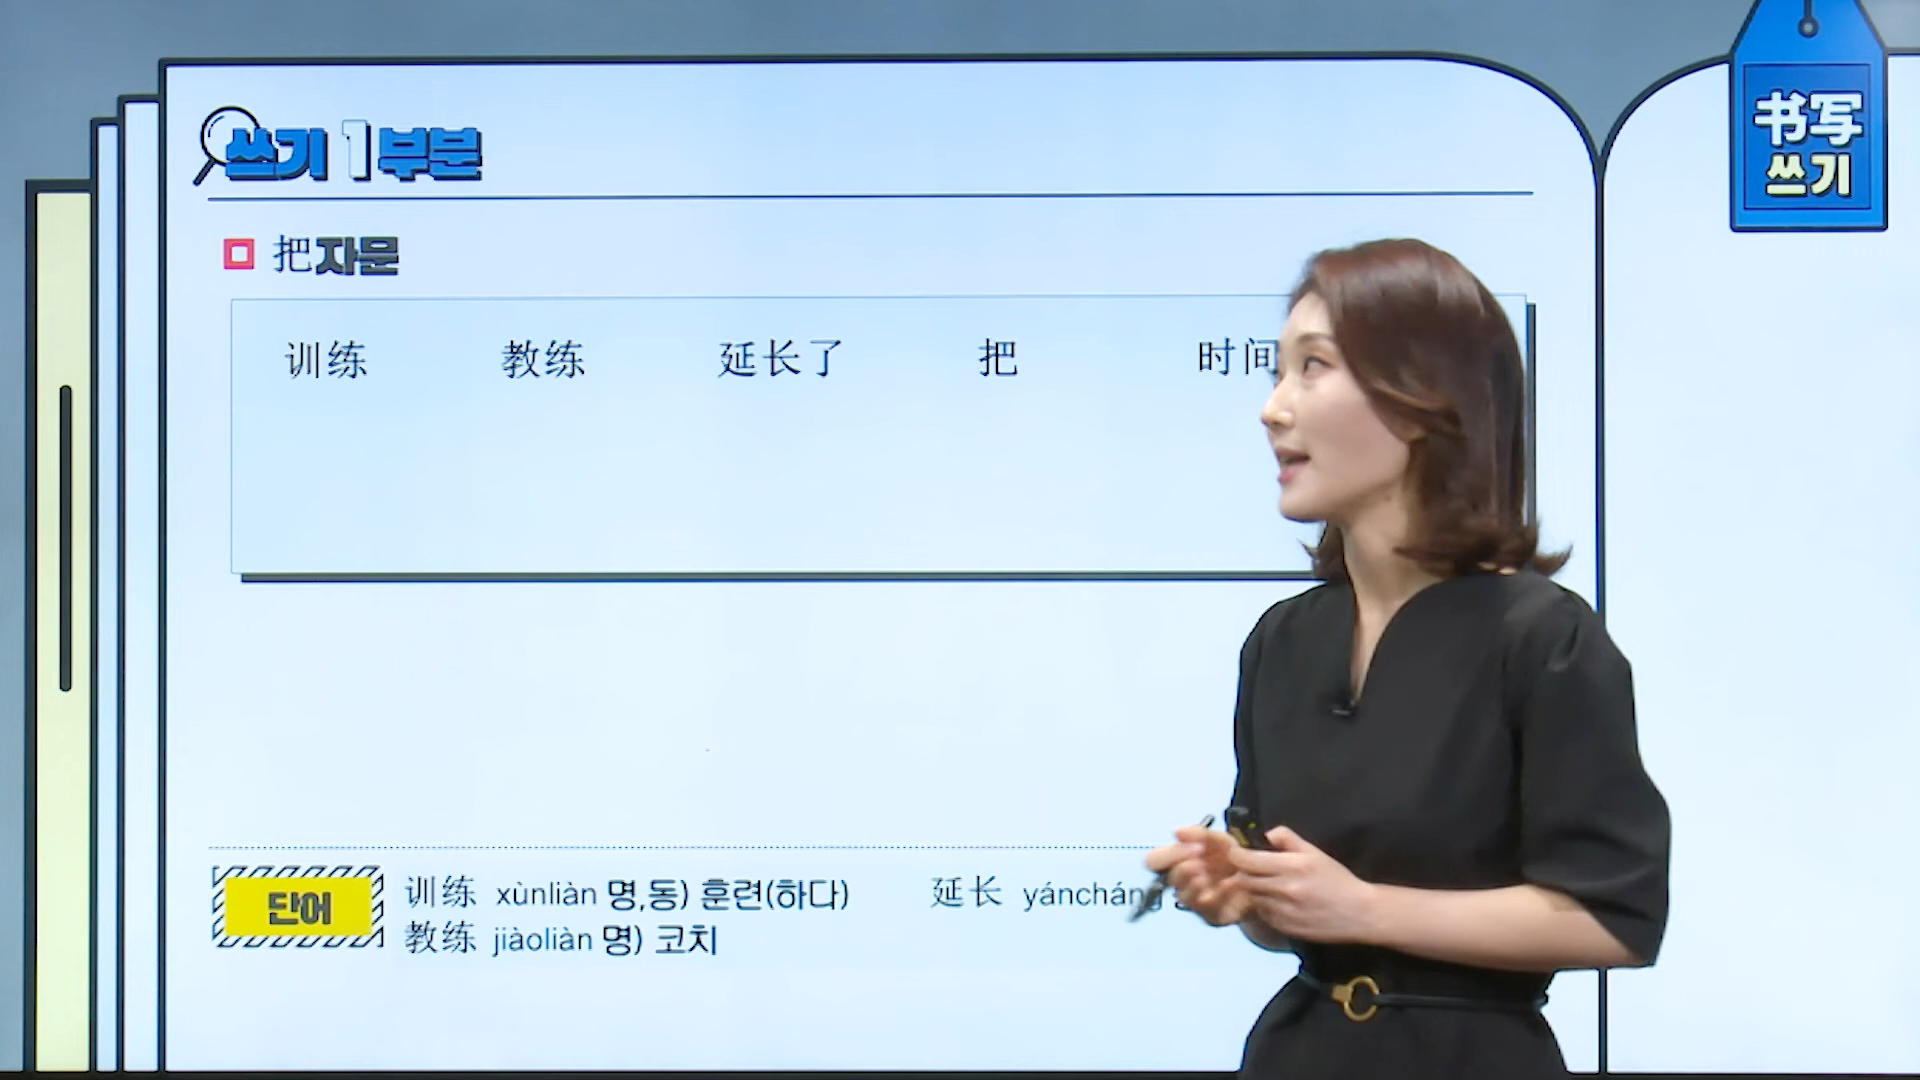 书写
쓰기
쓰기 1부분
把자문
训练 教练 延长了 把 时间
단어
训练 xùnliàn 명,동) 훈련(하다) 延长 yáncháng
教练 jiàoliàn 명) 코치